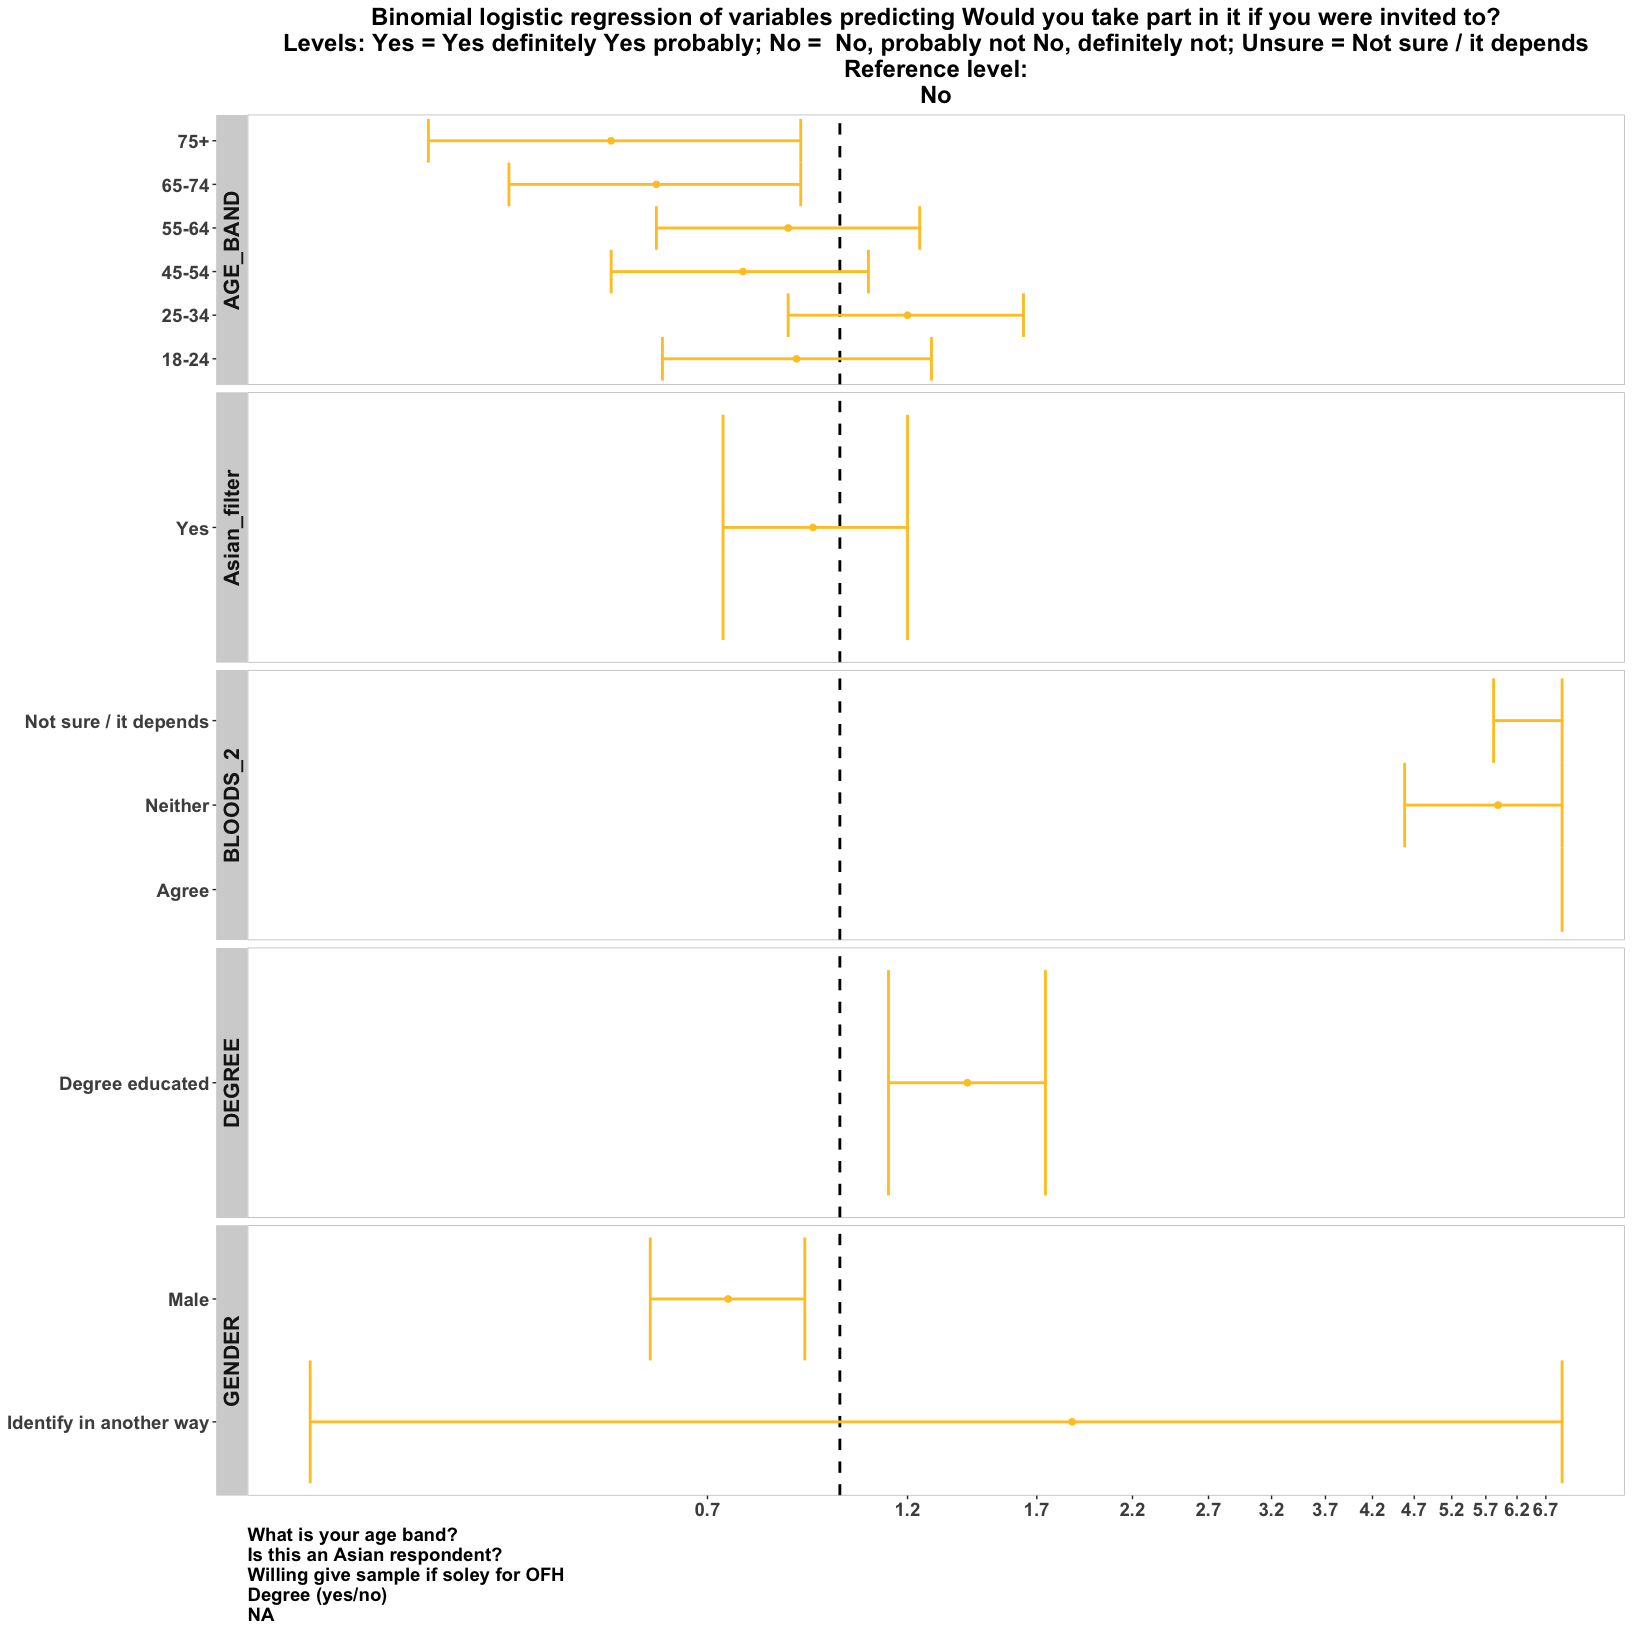 Binomial logistic regression of variables predicting Would you take part in it if you were invited to?
Levels: Yes = Yes definitely Yes probably; No =  No, probably not No, definitely not; Unsure = Not sure / it depends
Reference level:
No
AGE_BAND
75+
65-74
55-64
45-54
25-34
18-24
Asian_filter
Yes
BLOODS_2
Not sure / it depends
Neither
Agree
DEGREE
Degree educated
GENDER
Male
Identify in another way
0.7 1.2 1.7 2.2 2.7 3.2 3.7 4.2 4.7 5.2 5.7 6.2 6.7
What is your age band?
Is this an Asian respondent?
Willing give sample if soley for OFH
Degree (yes/no)
NA